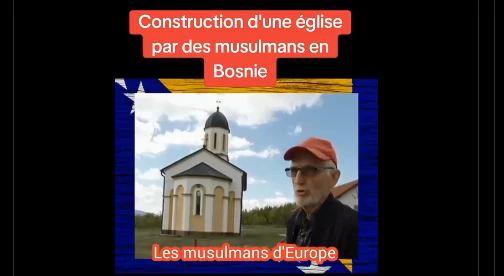 Construction d'une église
par des musulmans en
Bosnie
Les musulmans d'Europe